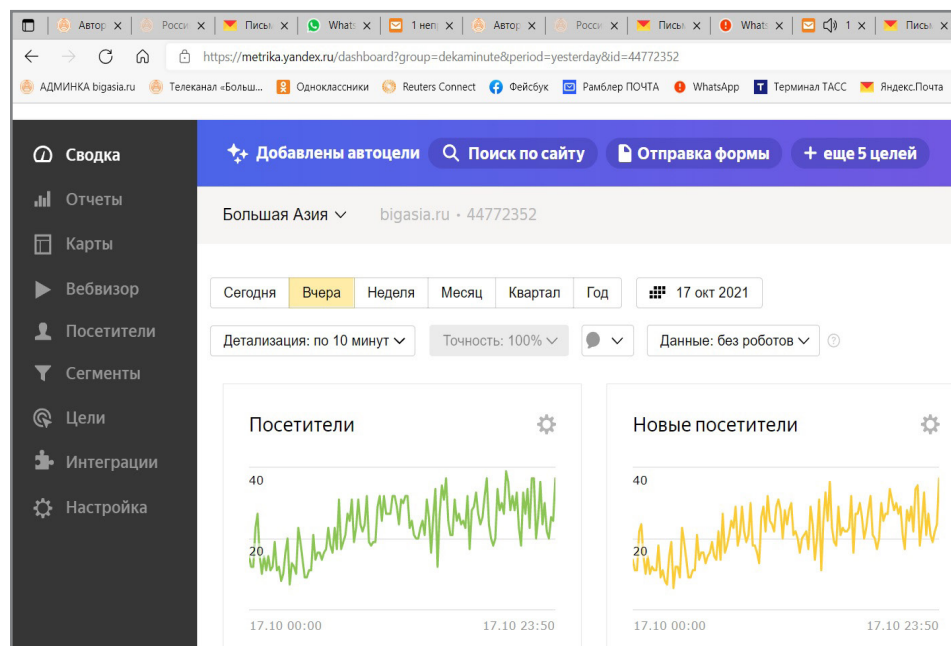 Автор Росси Письм Whats 1 неп Автор Росси Письм Whats 1 Письм
https://metrika.yandex.ru/dashboard?group=dekaminute&period=yesterday&id=44772352
АДМИНКА bigasia.ru Телеканал «Больш... Одноклассники Reuters Connect Фейсбук Рамблер ПОЧТА WhatsApp Терминал ТАСС Яндекс.Почта
Добавлены автоцели Поиск по сайту Отправка формы + еще 5 целей
Сводка
Отчеты
Карты
Вебвизор
Посетители
Сегменты
Цели
Интеграции
Настройка
Большая Азия bigasia.ru • 44772352
Сегодня Вчера Неделя Месяц Квартал Год 17 окт 2021
Детализация: по 10 минут Точность: 100% Данные: без роботов ?
Посетители
40
20
17.10 00:00 17.10 23:50
Новые посетители
40
20
17.10 00:00 17.10 23:50